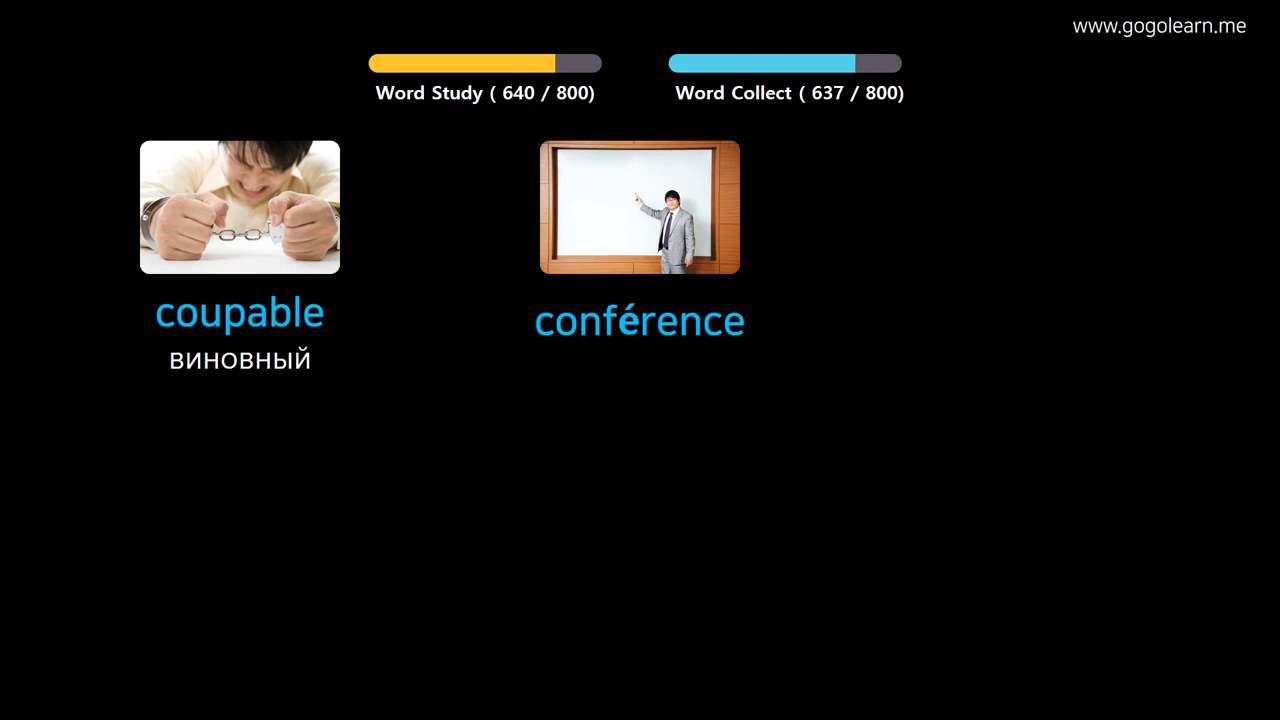 www.gogolearn.me
Word Study ( 640 / 800)
Word Collect ( 637 / 800)
coupable
виновный
conférence